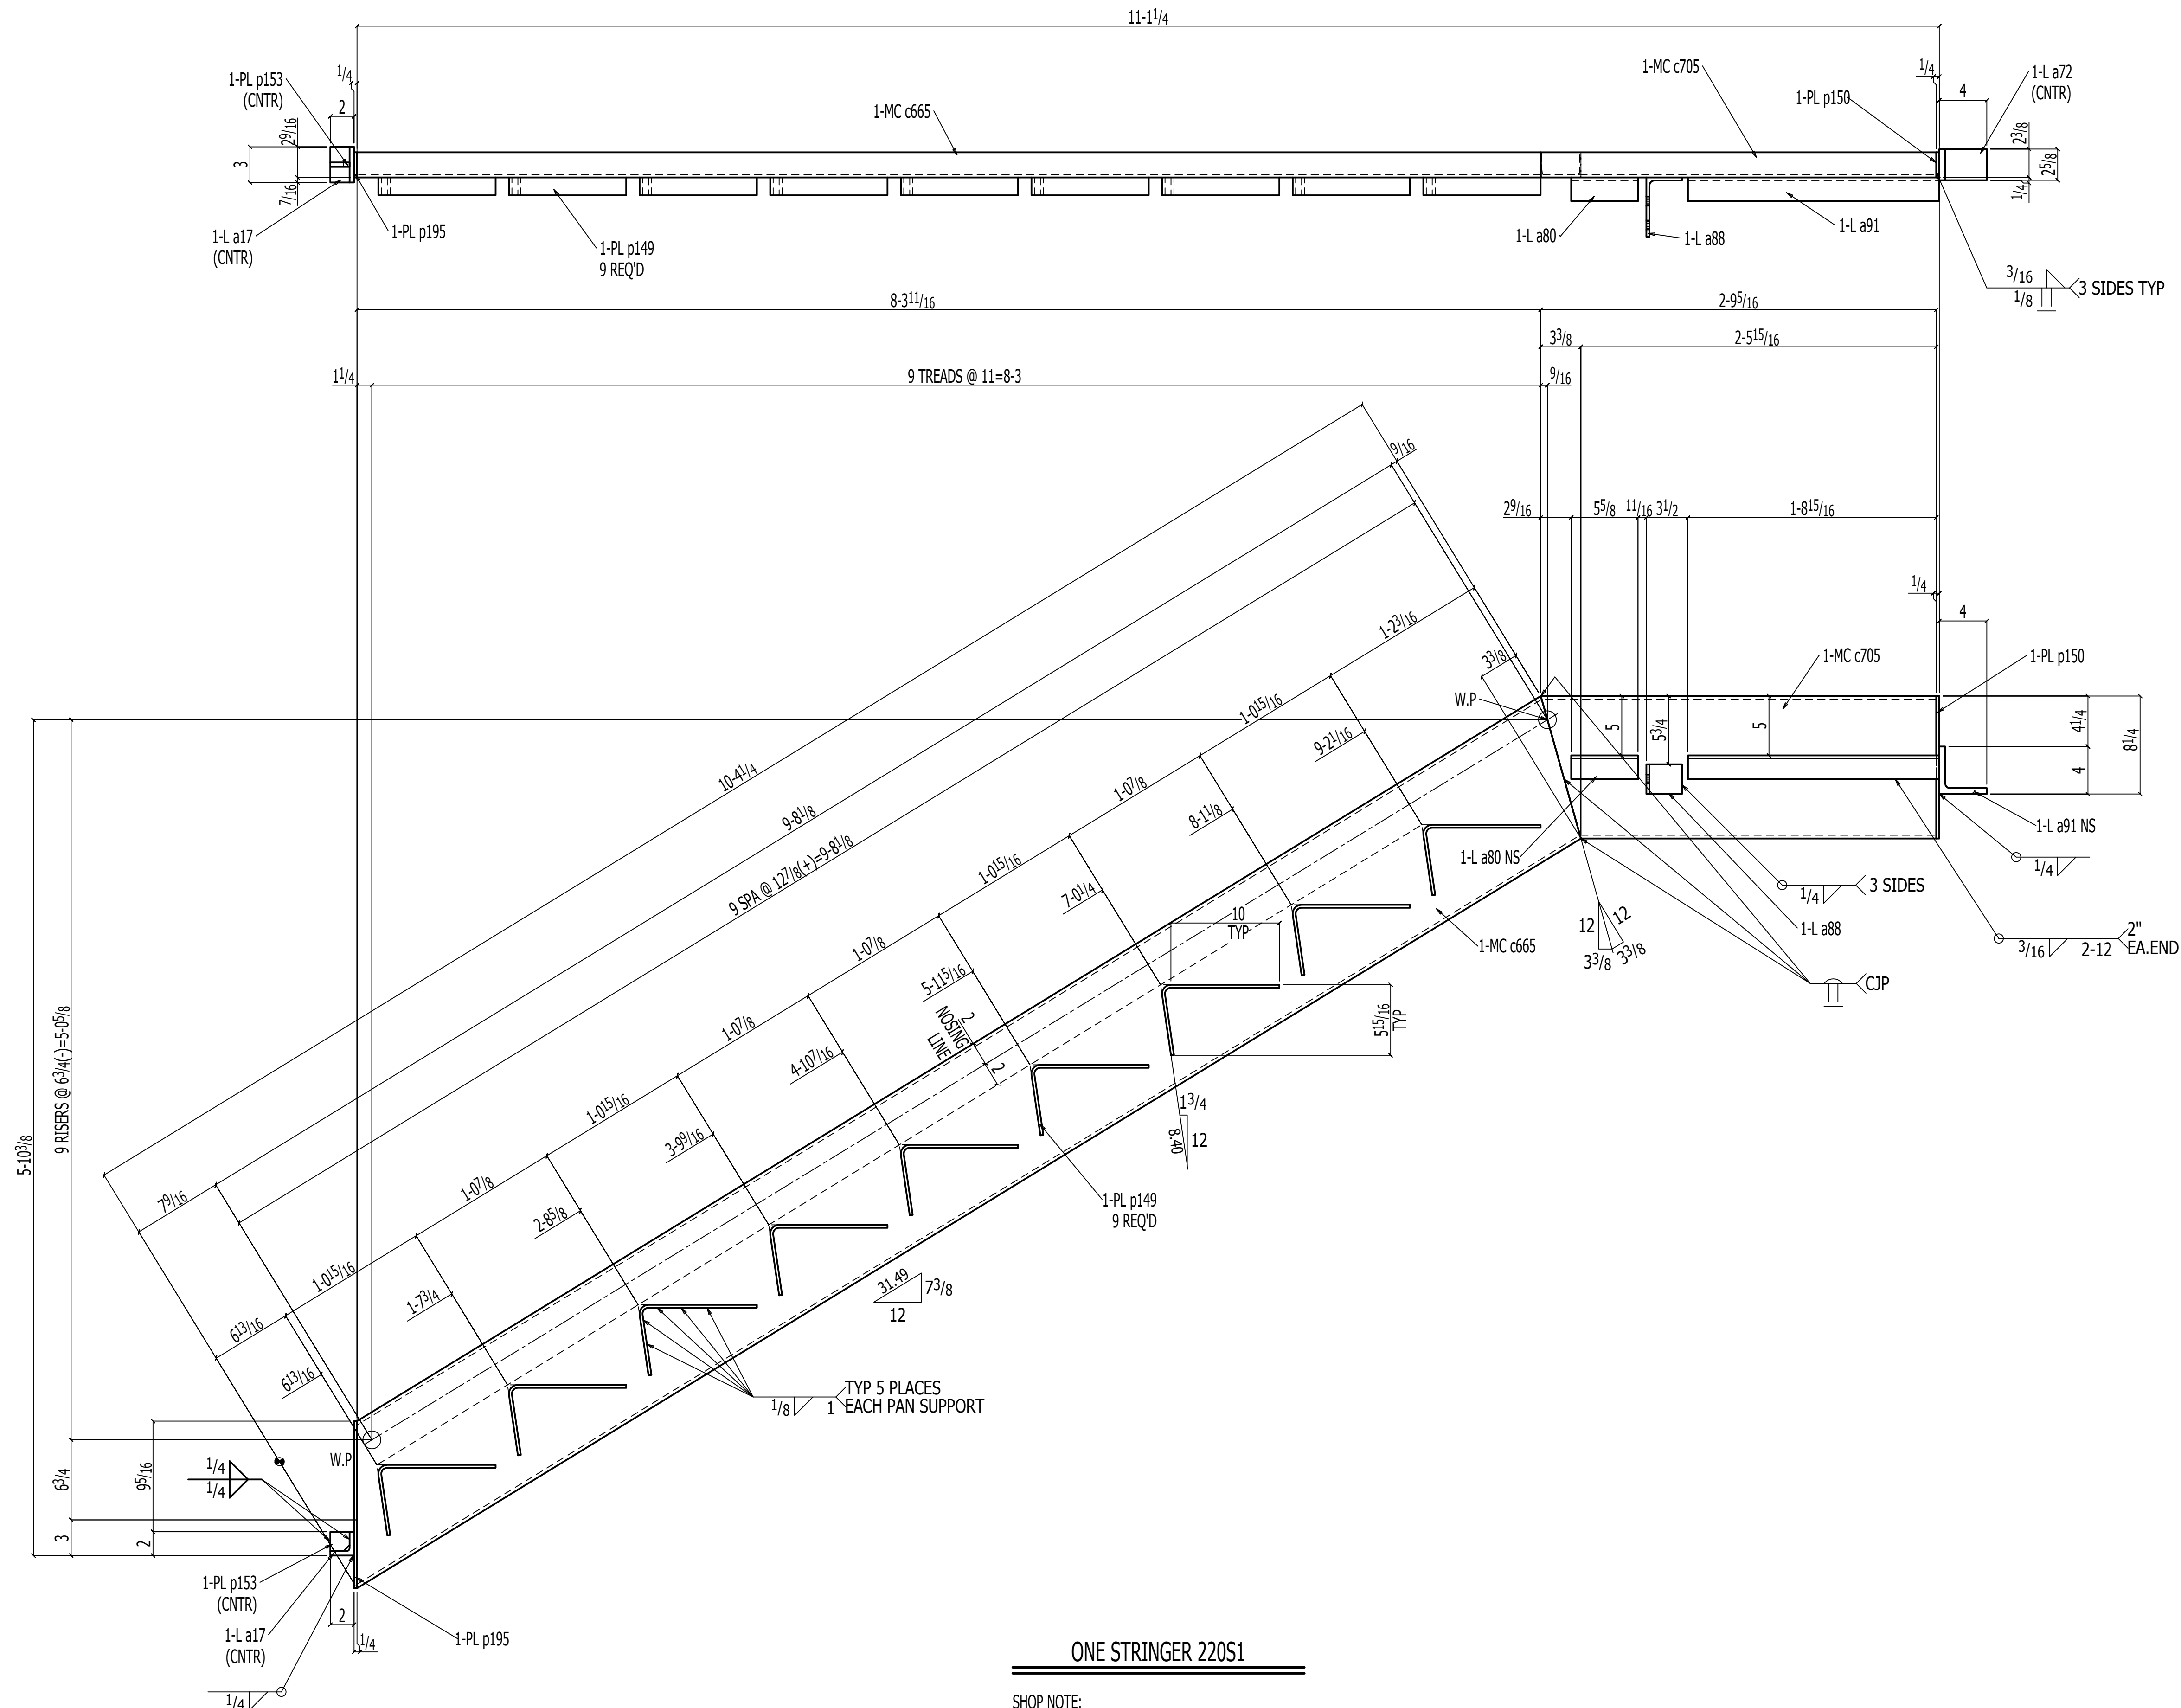 11-1 1/4
1/4
1-PL p153
(CNTR)
2
2 9/16
3
7/16
1-L a17
(CNTR)
1-PL p195
1-PL p149
9 REQ'D
1-MC c665
1-MC c705
1-PL p150
1/4
4
1-L a72
(CNTR)
2 3/8
2 5/8
1/4
1-L a80
1-L a88
1-L a91
3/16
1/8
3 SIDES TYP
8-3 11/16
2-9 5/16
3 3/8
2-5 15/16
1 1/4
9 TREADS @ 11=8-3
9/16
9/16
2 9/16
5 5/8
11/16
3 1/2
1-8 15/16
1/4
4
1-2 3/16
3 3/8
W.P
1-MC c705
1-PL p150
5
5 3/4
5
4 1/4
8 1/4
4
1-L a91 NS
1/4
1-L a80 NS
1/4
3 SIDES
1-L a88
3/16
2-12
2"
EA.END
12
12
3 3/8
3 3/8
CJP
1-MC c665
10-4 1/4
9-8 1/8
9 SPA @ 12 7/8(+)=9-8 1/8
1-0 15/16
9-2 1/16
1-0 7/8
8-1 1/8
1-0 15/16
7-0 1/4
1-0 7/8
5-11 15/16
1-0 7/8
4-10 7/16
1-0 15/16
3-9 9/16
1-0 7/8
2-8 5/8
1-0 15/16
1-7 3/4
6 13/16
6 13/16
7 9/16
2
NOSING
LINE
2
10
TYP
5 15/16
TYP
1 3/4
12
8.40
1-PL p149
9 REQ'D
31.49
7 3/8
12
TYP 5 PLACES
1/8
1
EACH PAN SUPPORT
5-10 3/8
9 RISERS @ 6 3/4(-)=5-0 5/8
6 3/4
3
9 5/16
2
1/4
1/4
W.P
1-PL p153
(CNTR)
1-L a17
(CNTR)
2
1/4
1-PL p195
1/4
ONE STRINGER 220S1
SHOP NOTE: